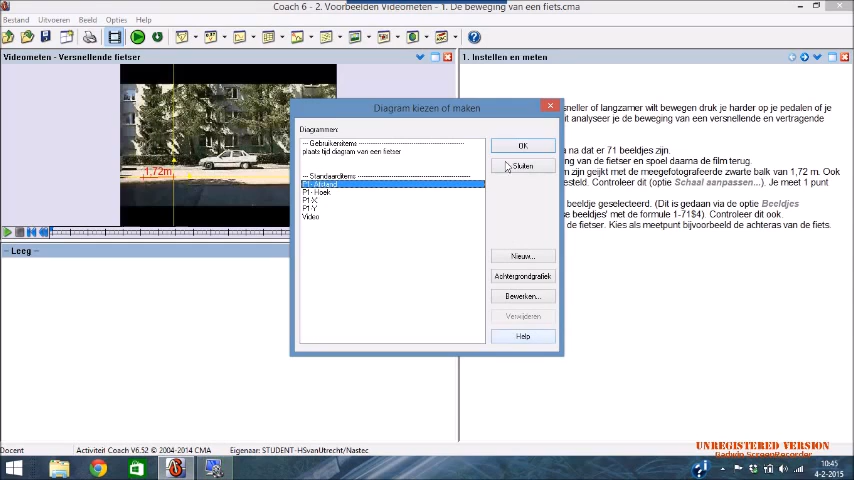 Coach 6 - 2. Voorbeelden Videometen - 1. De beweging van een fiets.cma
Bestand Uitvoeren Beeld Opties Help
Videometen - Versnellende fietser
1. Instellen en meten
1.72m
Leeg
Diagram kiezen of maken
Diagrammen:
--- Gebruikersitems ---
plaats tijd diagram van een fietser
--- Standaarditems ---
P1- Afstand
P1- Hoek
P1-X
P1-Y
Video
OK
Sluiten
Nieuw...
Achtergrondgrafiek
Bewerken...
Verwijderen
Help
sneller of langzamer wilt bewegen druk je harder op je pedalen of je
it analyseer je de beweging van een versnellende en vertragende
na dat er 71 beeldjes zijn.
ing van de fietser en spoel daarna de film terug.
m zijn geijkt met de meegefotografeerde zwarte balk van 1,72 m. Ook
esteld. Controleer dit (optie Schaal aanpassen...). Je meet 1 punt
beeldje geselecteerd. (Dit is gedaan via de optie Beeldjes
se beeldjes' met de formule 1-71$4). Controleer dit ook.
de fietser. Kies als meetpunt bijvoorbeeld de achteras van de fiets.
Docent
Activiteit Coach V6.52 © 2004-2014 CMA
Eigenaar: STUDENT-HSvanUtrecht/Nastec
UNREGISTERED VERSION
Gadwin ScreenRecorder
10:45
4-2-2015